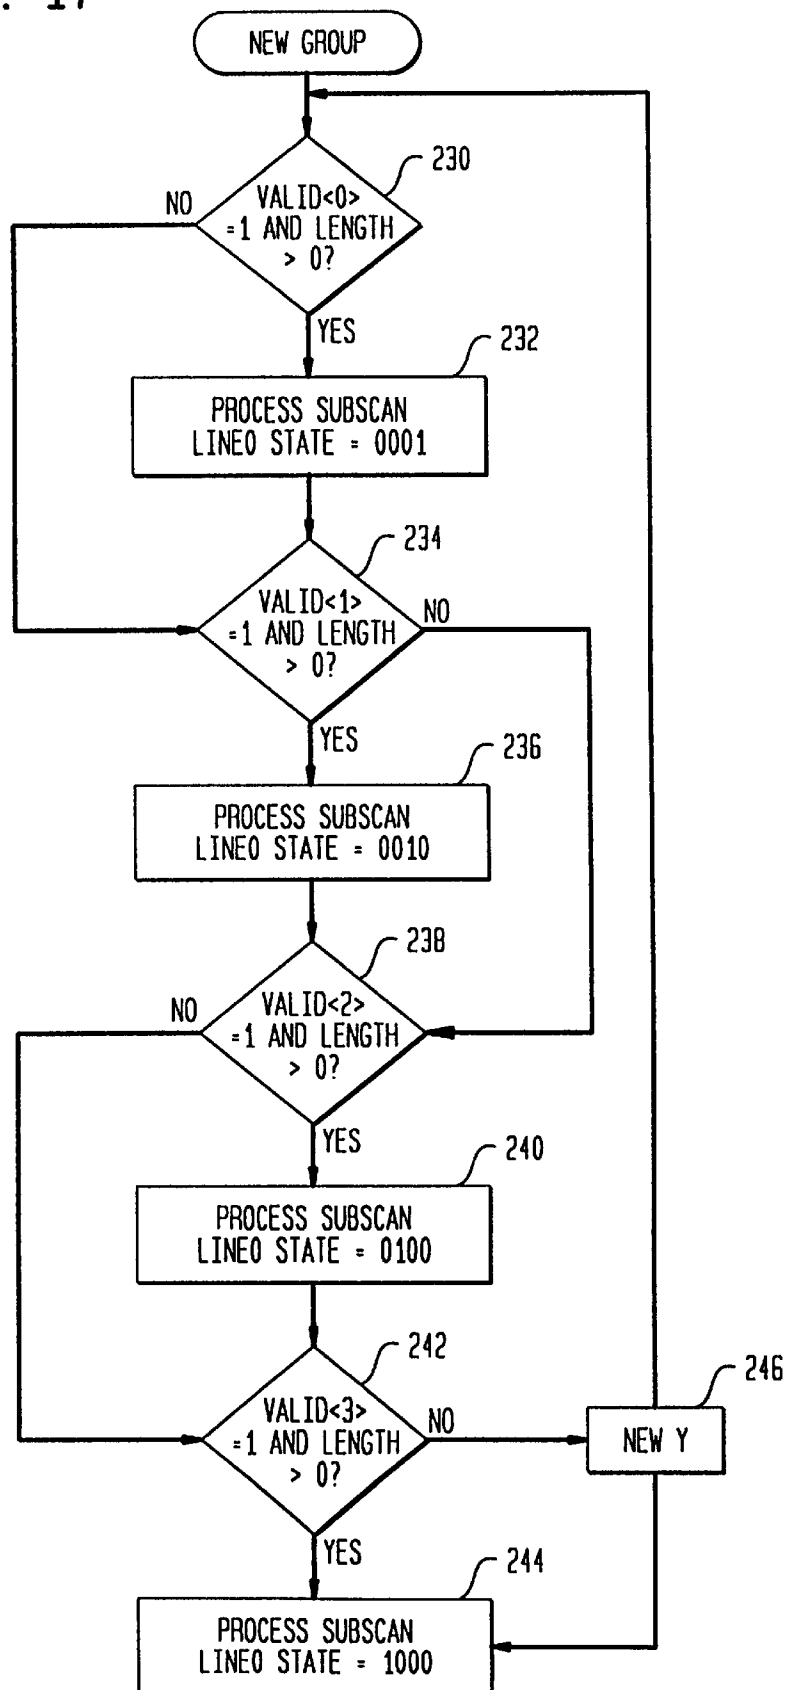 . 17
NEW GROUP
230
NO
VALID<0>
=1 AND LENGTH
> 0?
YES
232
PROCESS SUBSCAN
LINE0 STATE = 0001
234
VALID<1>
=1 AND LENGTH
> 0?
NO
YES
236
PROCESS SUBSCAN
LINE0 STATE = 0010
238
NO
VALID<2>
=1 AND LENGTH
> 0?
YES
240
PROCESS SUBSCAN
LINE0 STATE = 0100
242
VALID<3>
=1 AND LENGTH
> 0?
NO
246
NEW Y
YES
244
PROCESS SUBSCAN
LINE0 STATE = 1000